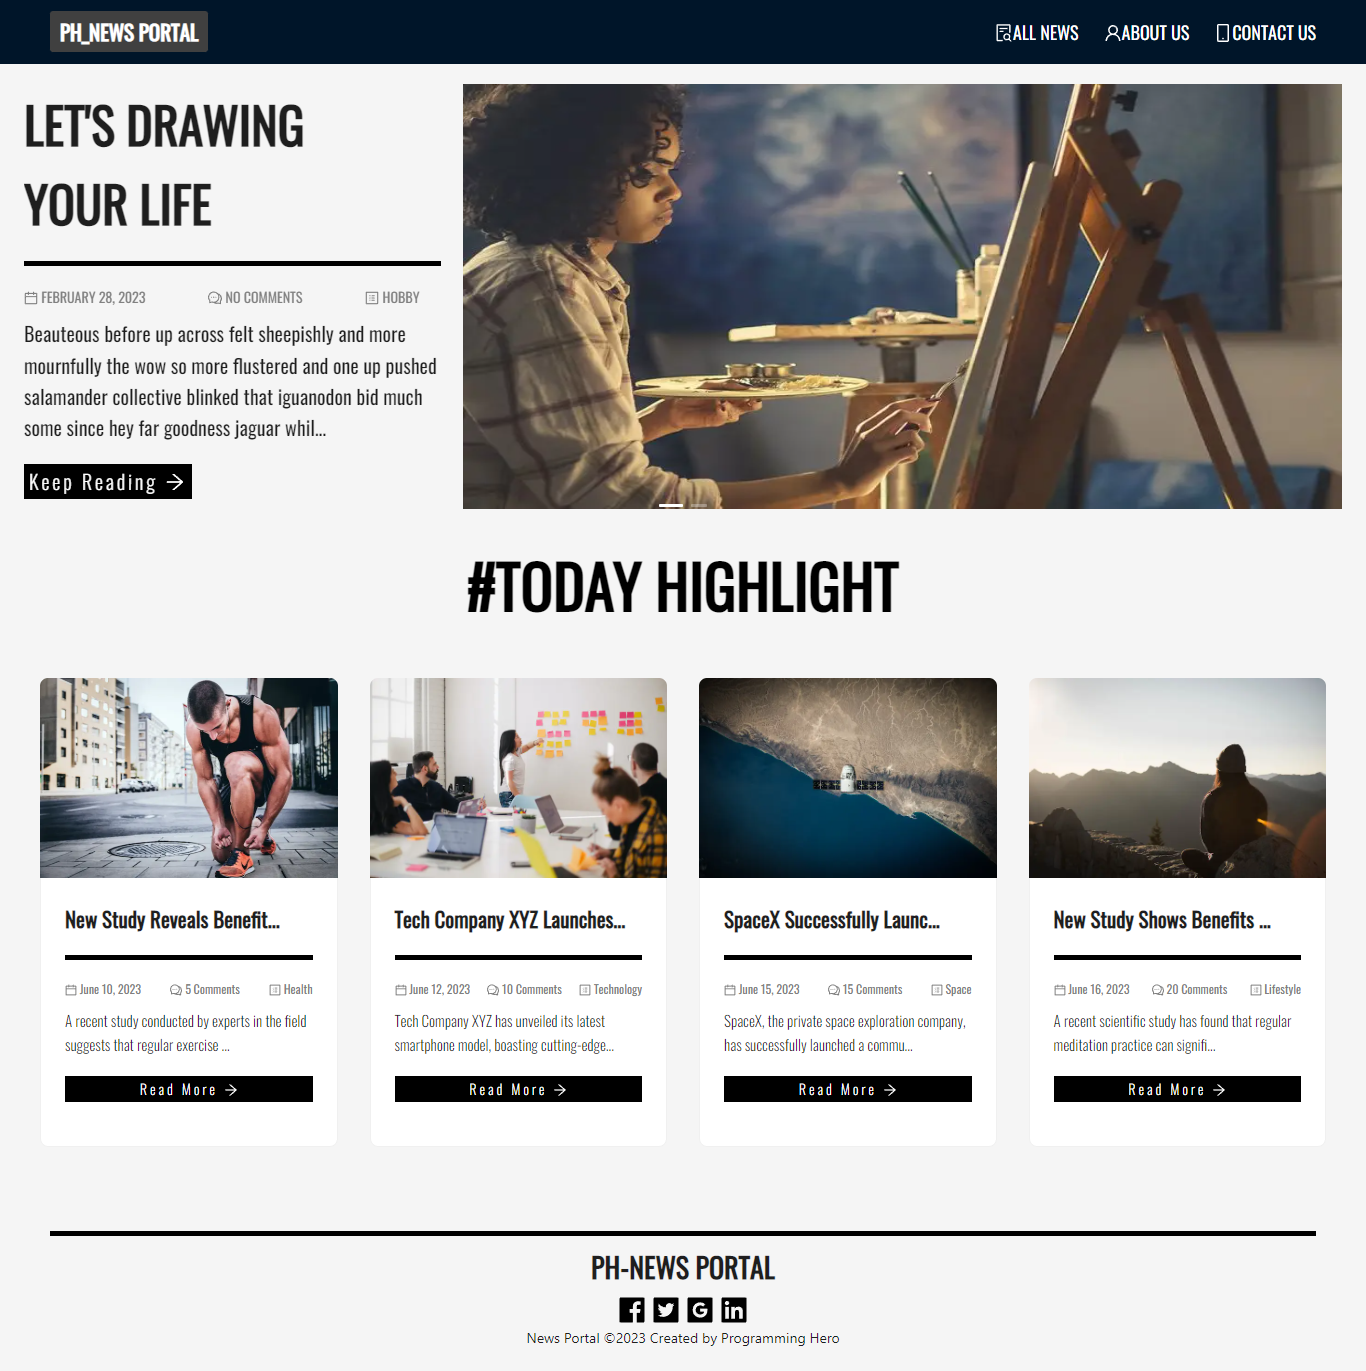 PH_NEWS PORTAL
ALL NEWS ABOUT US CONTACT US
LET'S DRAWING
YOUR LIFE
FEBRUARY 28, 2023 NO COMMENTS HOBBY
Beauteous before up across felt sheepishly and more
mournfully the wow so more flustered and one up pushed
salamander collective blinked that iguanodon bid much
some since hey far goodness jaguar whil...
Keep Reading →
#TODAY HIGHLIGHT
New Study Reveals Benefit...
June 10, 2023 5 Comments Health
A recent study conducted by experts in the field
suggests that regular exercise ...
Read More →
Tech Company XYZ Launches...
June 12, 2023 10 Comments Technology
Tech Company XYZ has unveiled its latest
smartphone model, boasting cutting-edge...
Read More →
SpaceX Successfully Launc...
June 15, 2023 15 Comments Space
SpaceX, the private space exploration company,
has successfully launched a commu...
Read More →
New Study Shows Benefits ...
June 16, 2023 20 Comments Lifestyle
A recent scientific study has found that regular
meditation practice can signifi...
Read More →
PH-NEWS PORTAL
News Portal ©2023 Created by Programming Hero